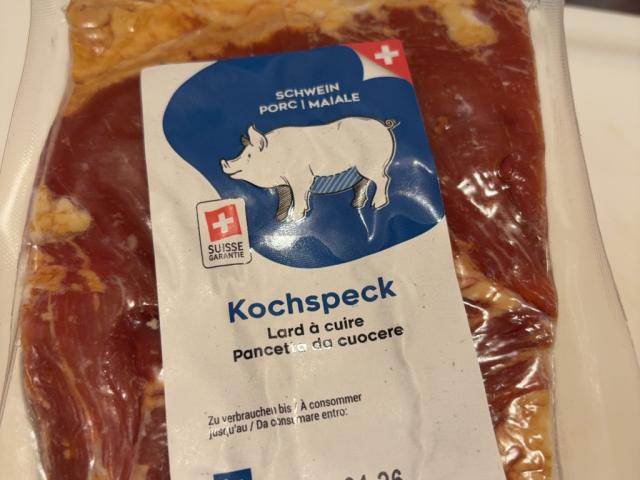 SCHWEIN
PORC | MAIALE
SUISSE
GARANTIE
Kochspeck
Lard à cuire
Pancetta da cuocere
Zu verbrauchen bis / À consommer
jusqu'au / Da consumare entro: